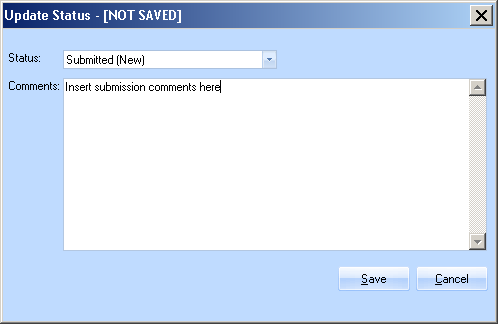 Update Status - [NOT SAVED]
Status: Submitted (New)
Comments: Insert submission comments here
Save Cancel